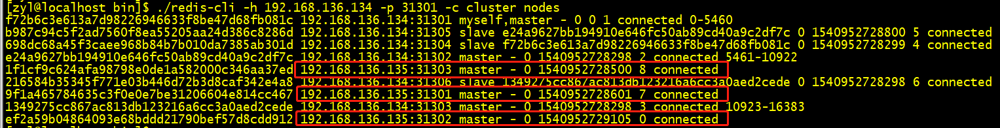 [zyl@localhost bin]$ ./redis-cli -h 192.168.136.134 -p 31301 -c cluster nodes
f72b6c3e613a7d98226946633f8be47d68fb081c 192.168.136.134:31301 myself,master - 0 0 1 connected 0-5460
b987c94c5f2ad7560f8ea55205aa24d386c8286d 192.168.136.134:31305 slave e24a9627bb194910e646fc50ab89cd40a9c2df7c 0 1540952728800 5 connected
698dc68a45f3caee968b84b7b010da7385ab301d 192.168.136.134:31304 slave f72b6c3e613a7d98226946633f8be47d68fb081c 0 1540952728299 4 connected
e24a9627bb194910e646fc50ab89cd40a9c2df7c 192.168.136.134:31302 master - 0 1540952728298 2 connected 5461-10922
1f1cf9c624afa98798e0de1a582000c346aa37ed 192.168.136.135:31303 master - 0 1540952728500 8 connected
216584b35345f771e03b446d72b3d8caf342e4a8 192.168.136.134:31306 slave 1349275cc867ac813db123216a6cc3a0aed2cede 0 1540952728298 6 connected
9f1a465784635c3f0e0e7be31206604e814cc467 192.168.136.135:31301 master - 0 1540952728601 7 connected
1349275cc867ac813db123216a6cc3a0aed2cede 192.168.136.134:31303 master - 0 1540952728298 3 connected 10923-16383
ef2a59b04864093e68bddd21790bef57d8cdd912 192.168.136.135:31302 master - 0 1540952729105 0 connected